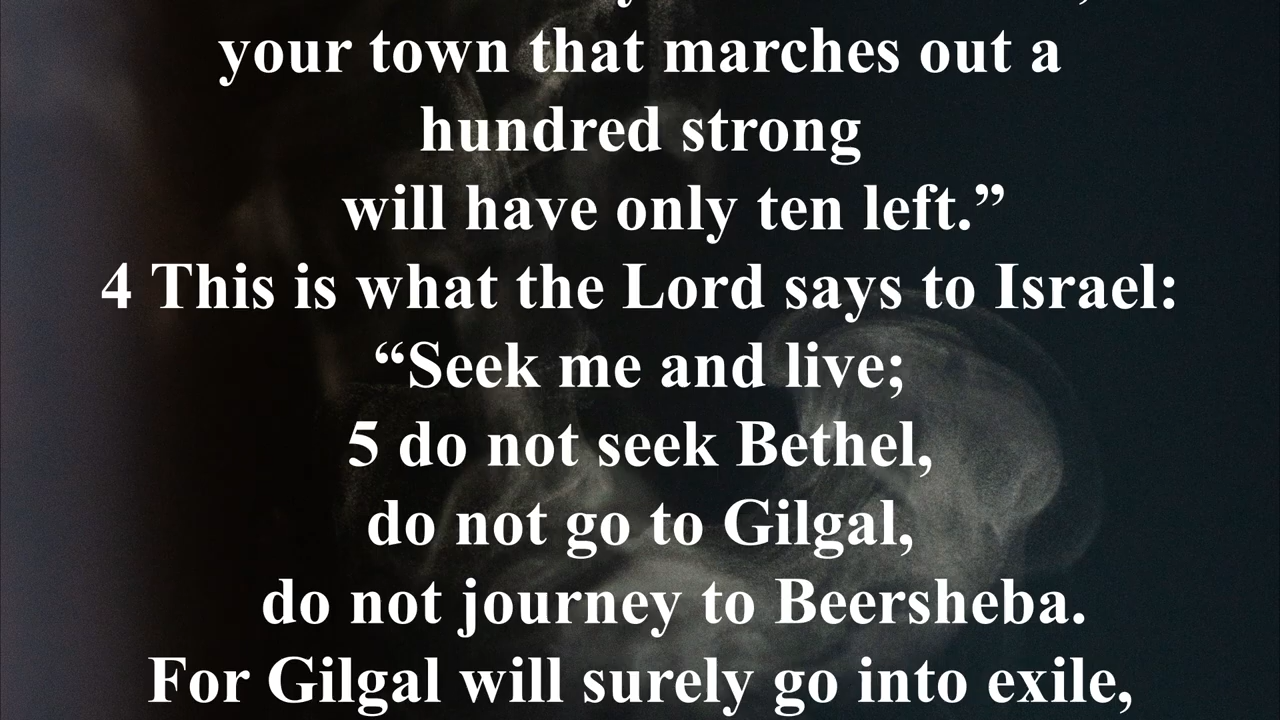 your town that marches out a
hundred strong
will have only ten left.”
4 This is what the Lord says to Israel:
“Seek me and live;
5 do not seek Bethel,
do not go to Gilgal,
do not journey to Beersheba.
For Gilgal will surely go into exile,